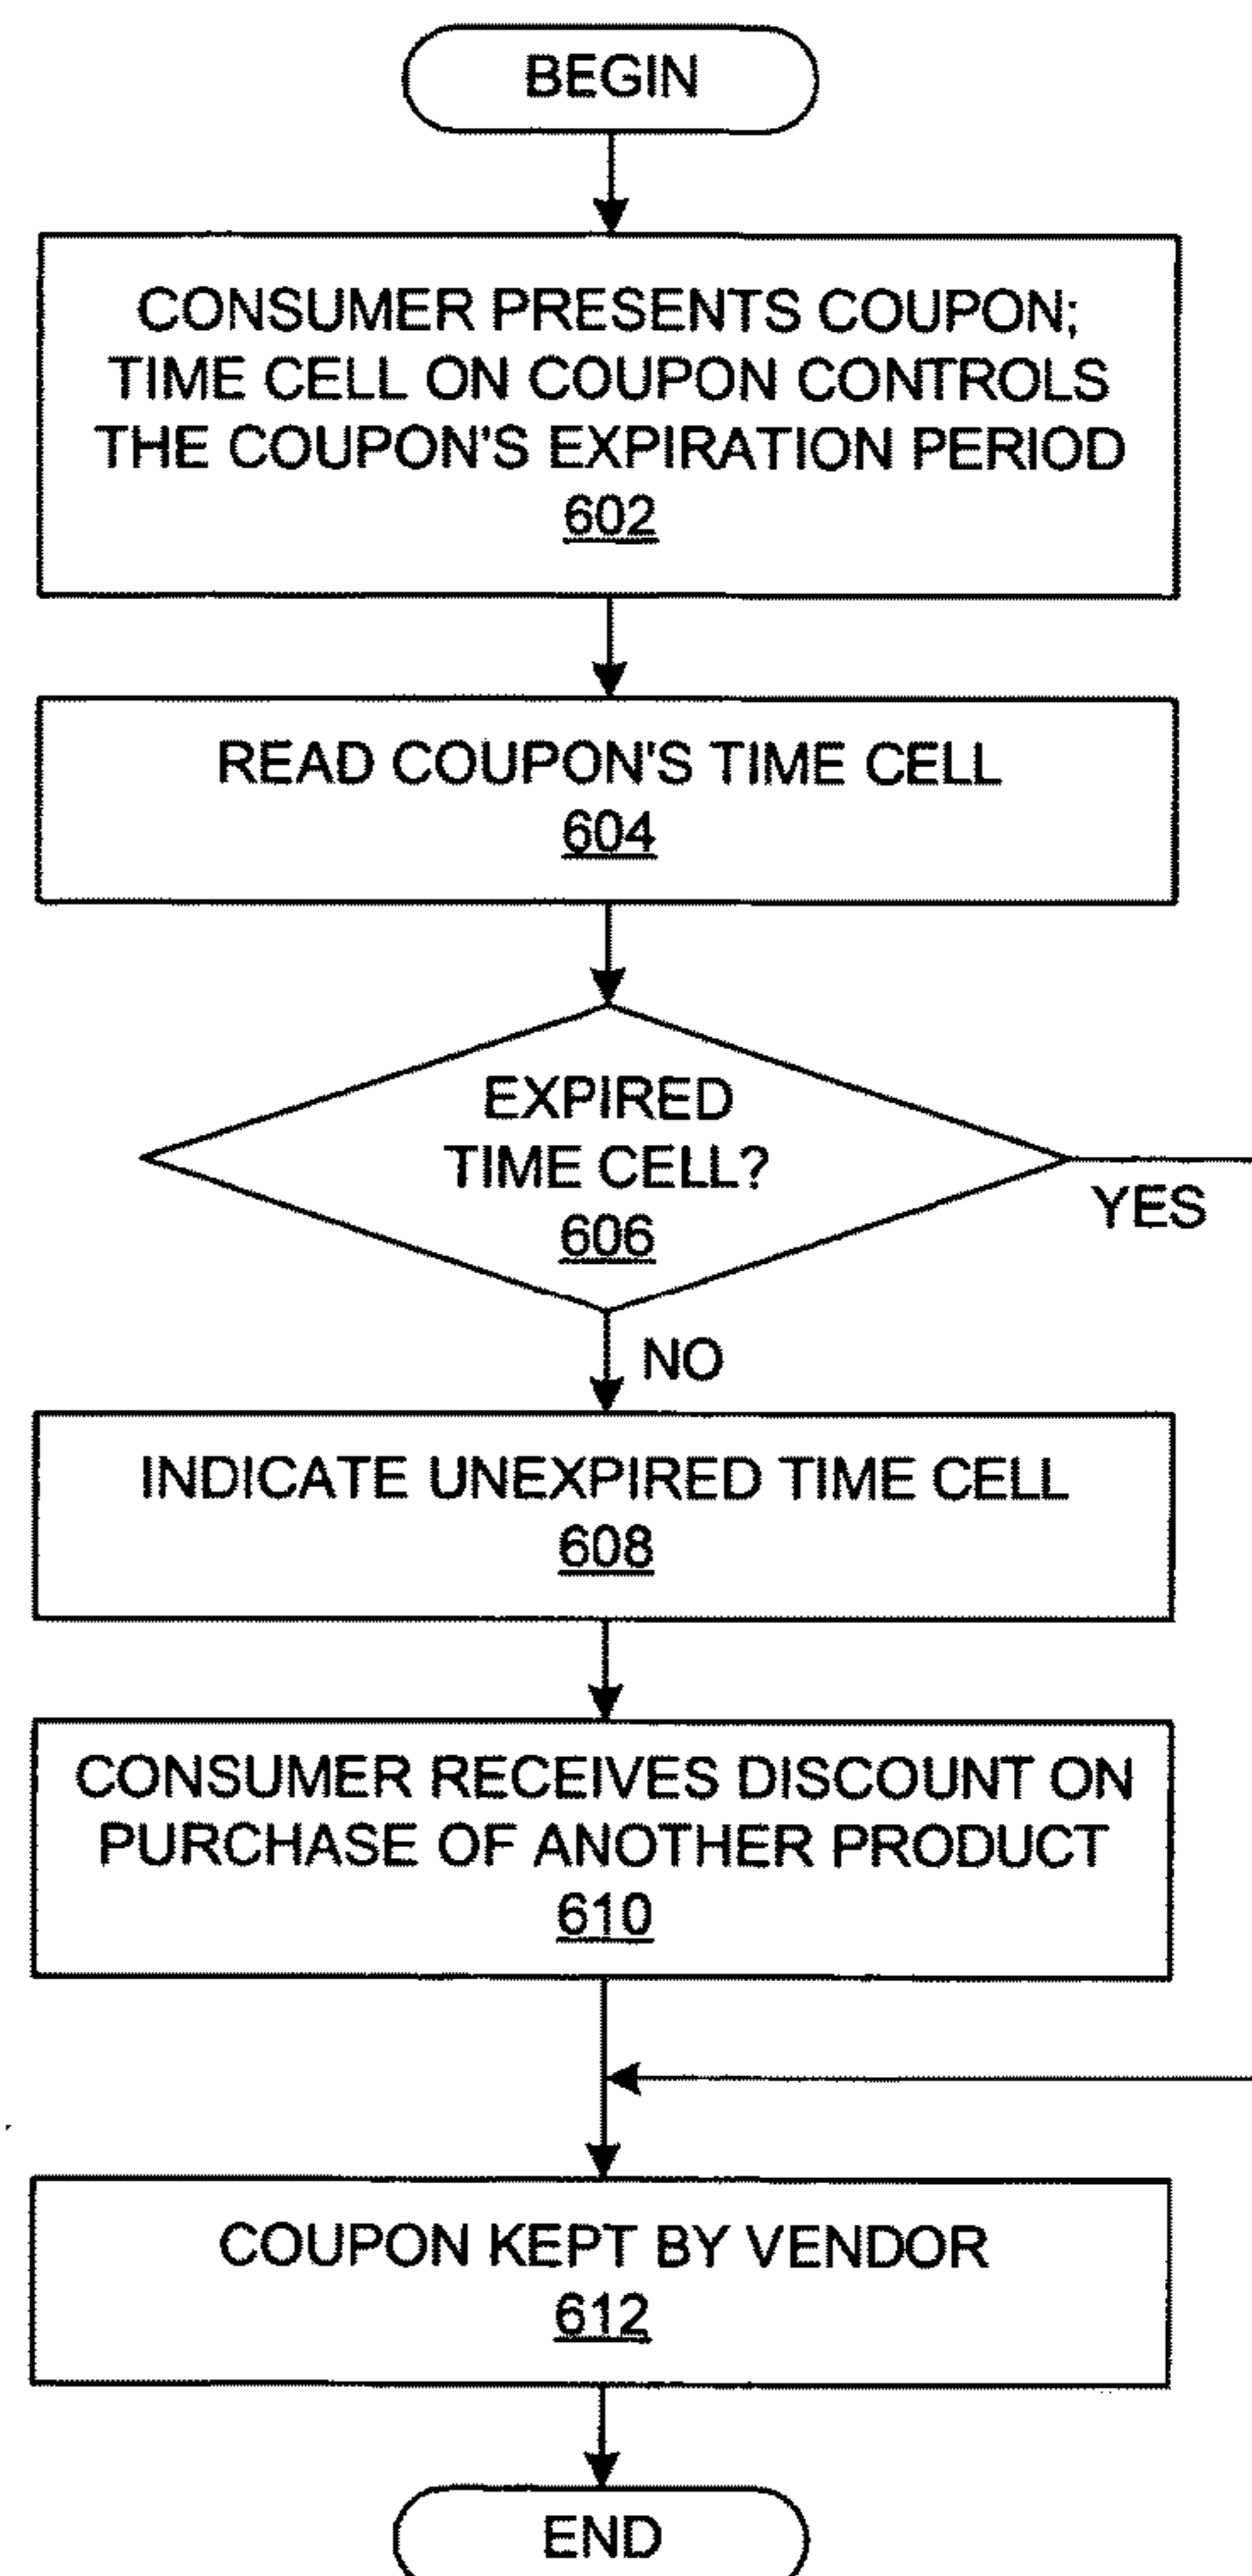 BEGIN
CONSUMER PRESENTS COUPON;
TIME CELL ON COUPON CONTROLS
THE COUPON'S EXPIRATION PERIOD
602
READ COUPON'S TIME CELL
604
EXPIRED
TIME CELL?
606
YES
NO
INDICATE UNEXPIRED TIME CELL
608
CONSUMER RECEIVES DISCOUNT ON
PURCHASE OF ANOTHER PRODUCT
610
COUPON KEPT BY VENDOR
612
END